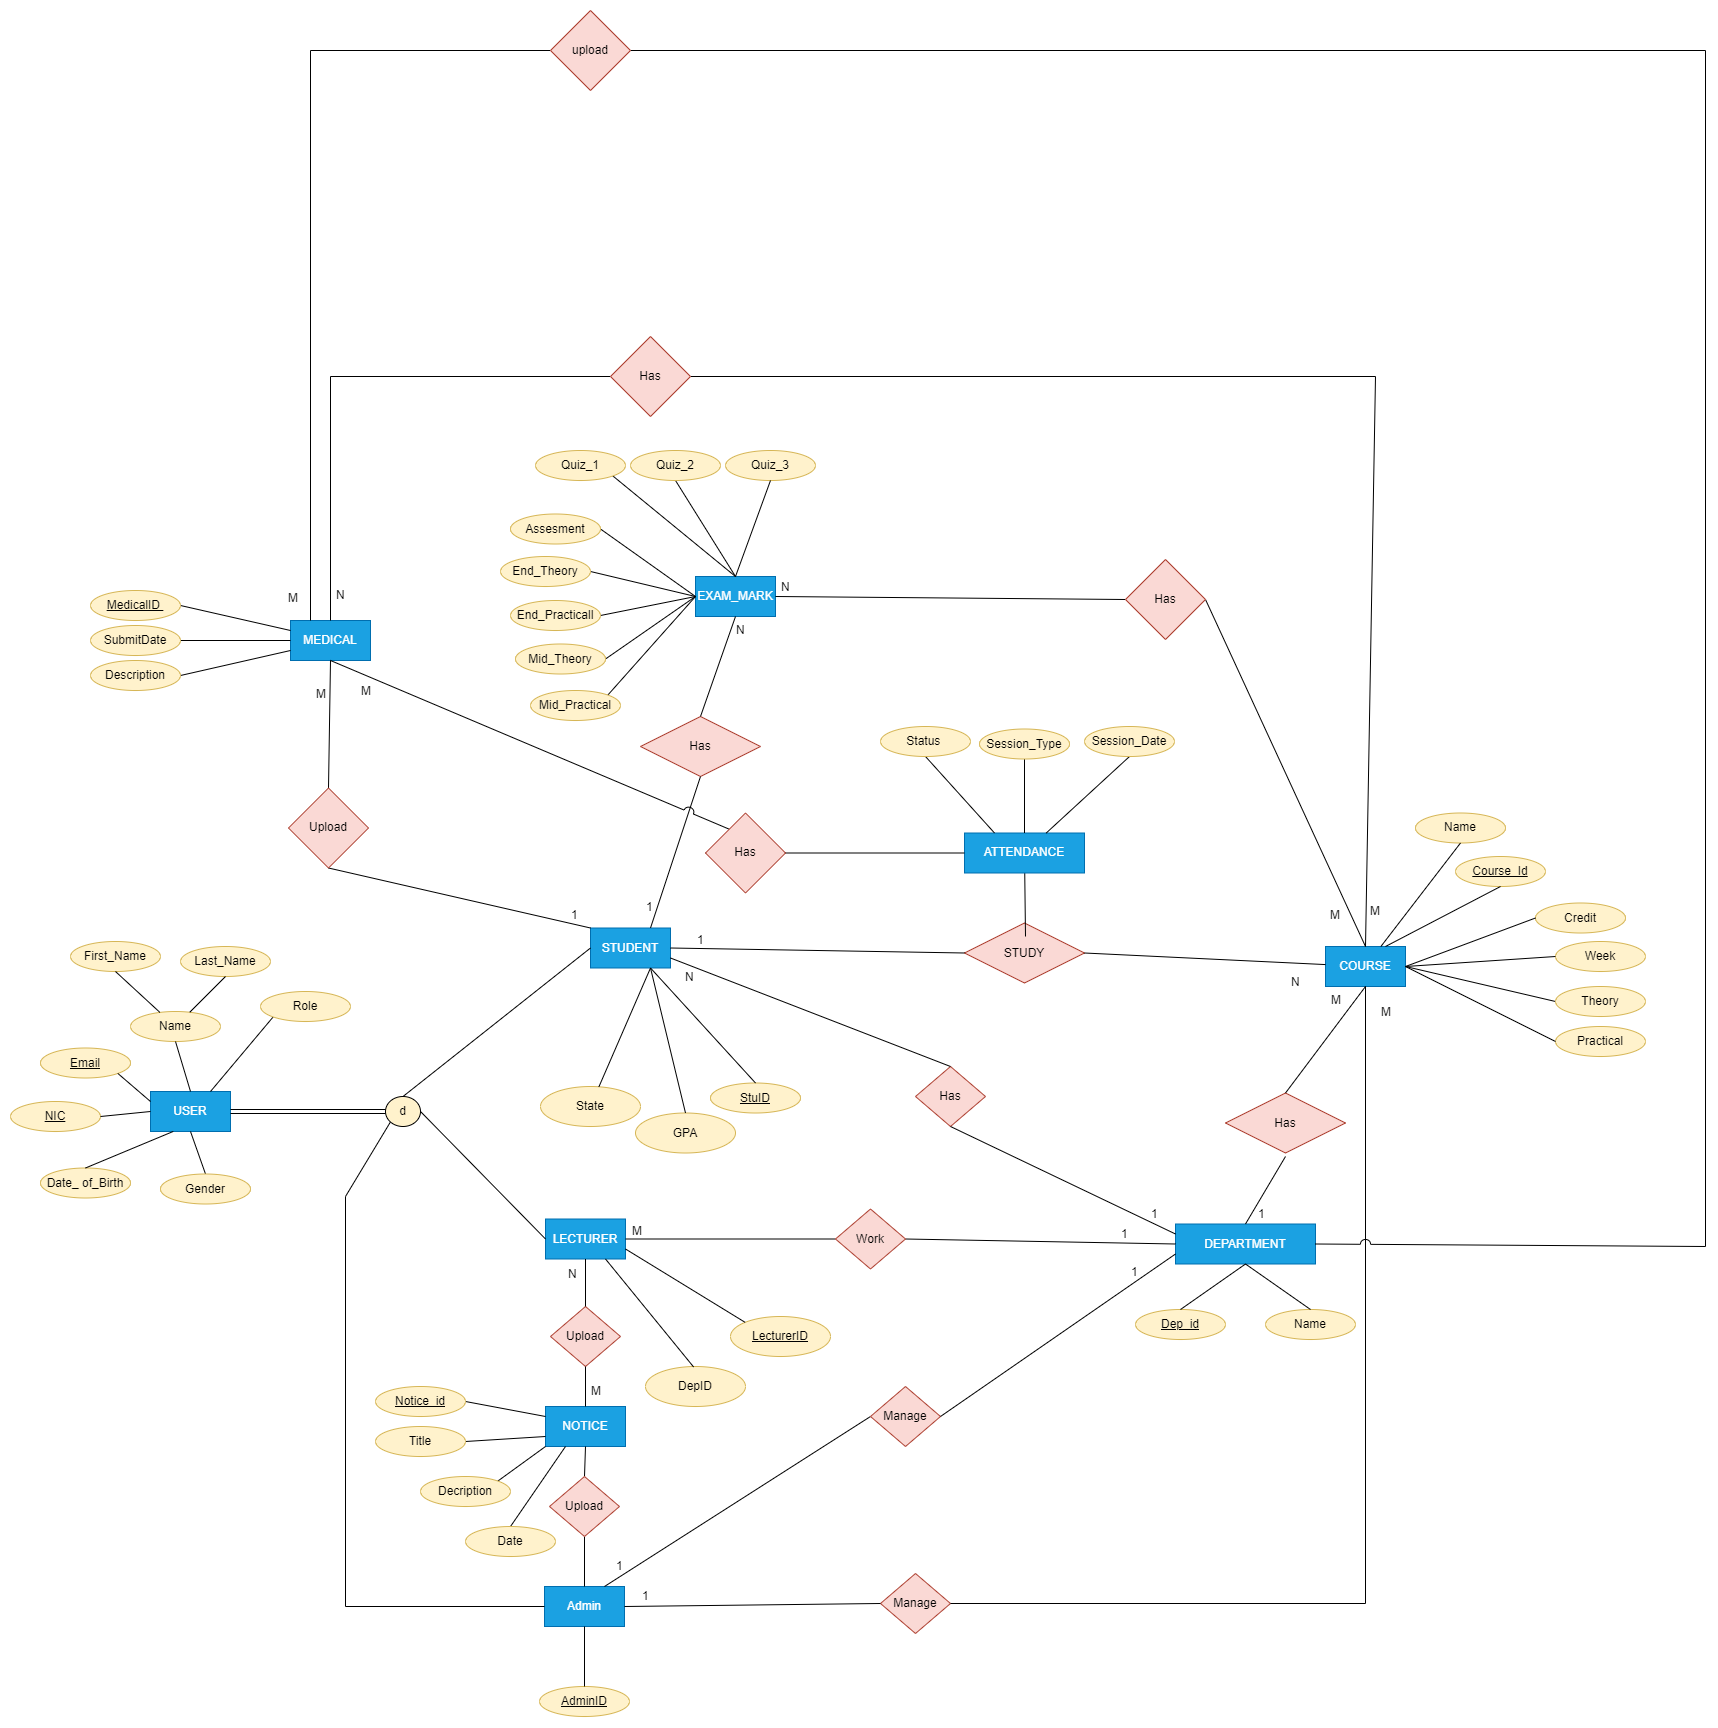 upload
Has
Quiz_1
Quiz_2
Quiz_3
Assesment
End_Theory
End_Practicall
Mid_Theory
Mid_Practical
EXAM_MARK
N
N
Has
M
N
MedicalID_
SubmitDate
Description
MEDICAL
M
M
Has
Status
Session_Type
Session_Date
Upload
Has
ATTENDANCE
Name
Course_Id
Credit
Week
Theory
Practical
M
M
1
1
STUDENT
1
STUDY
COURSE
N
N
M
M
First_Name
Last_Name
Name
Role
Email
NIC
USER
d
Date_ of_Birth
Gender
State
GPA
StuID
Has
Has
1
1
LECTURER
M
Work
1
DEPARTMENT
1
N
Dep_id
Name
Upload
LecturerID
DepID
M
Notice_id
Title
NOTICE
Manage
Decription
Upload
Date
1
Admin
1
Manage
AdminID